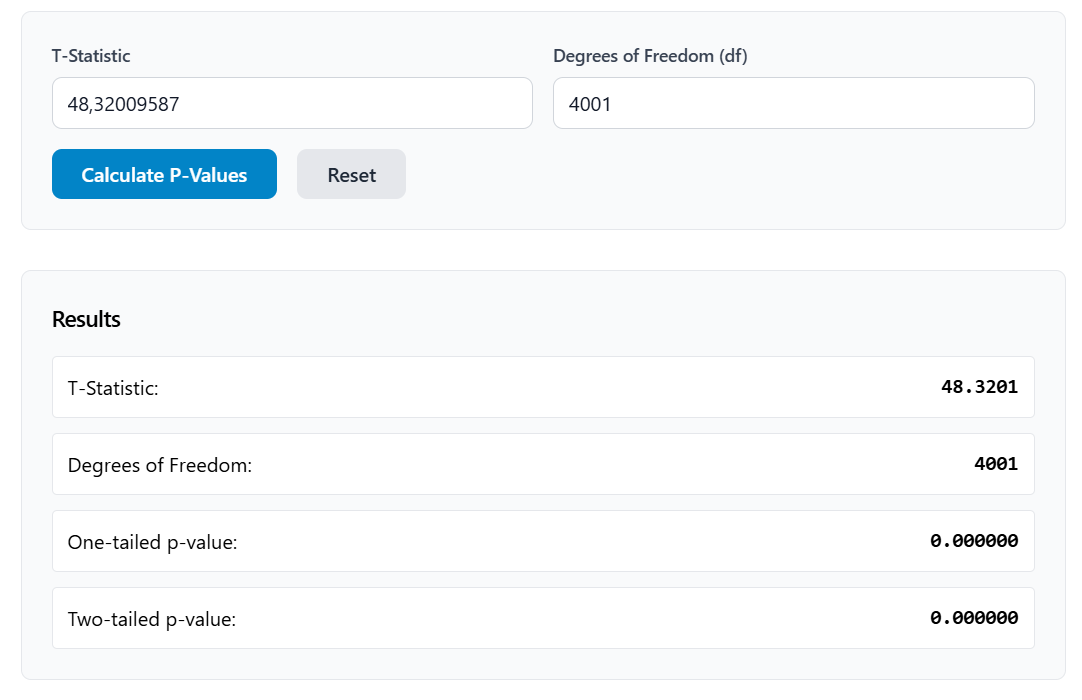 T-Statistic
Degrees of Freedom (df)
48,32009587
4001
Calculate P-Values
Reset
Results
T-Statistic:
48.3201
Degrees of Freedom:
4001
One-tailed p-value:
0.000000
Two-tailed p-value:
0.000000